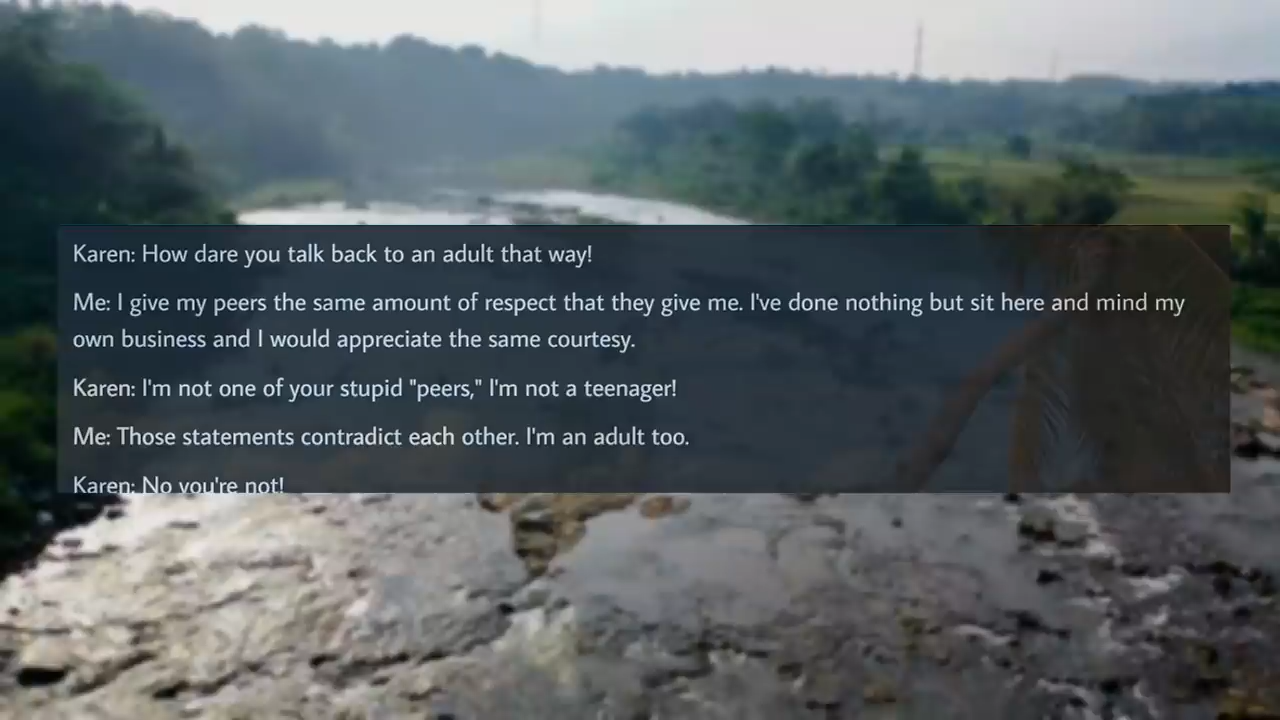 Karen: How dare you talk back to an adult that way!
Me: I give my peers the same amount of respect that they give me. I've done nothing but sit here and mind my
own business and I would appreciate the same courtesy.
Karen: I'm not one of your stupid "peers," I'm not a teenager!
Me: Those statements contradict each other. I'm an adult too.
Karen: No you're not!